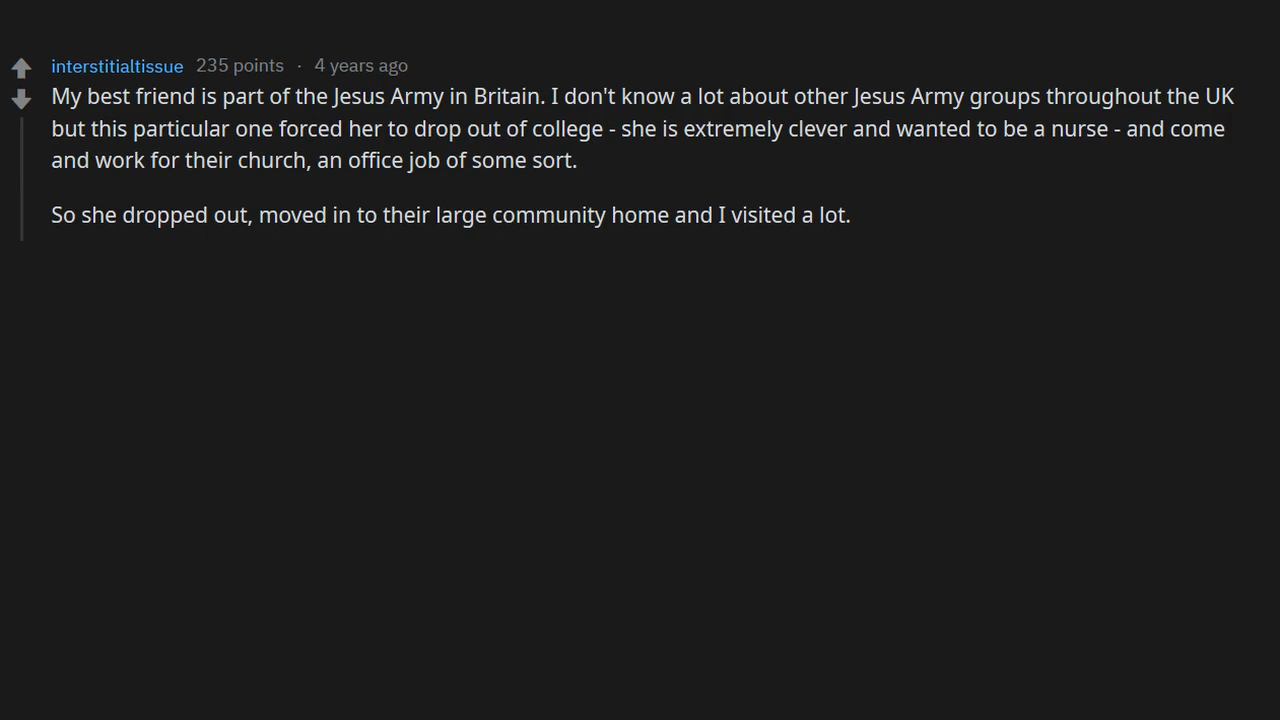 interstitialtissue 235 points · 4 years ago
My best friend is part of the Jesus Army in Britain. I don't know a lot about other Jesus Army groups throughout the UK
but this particular one forced her to drop out of college - she is extremely clever and wanted to be a nurse - and come
and work for their church, an office job of some sort.
So she dropped out, moved in to their large community home and I visited a lot.